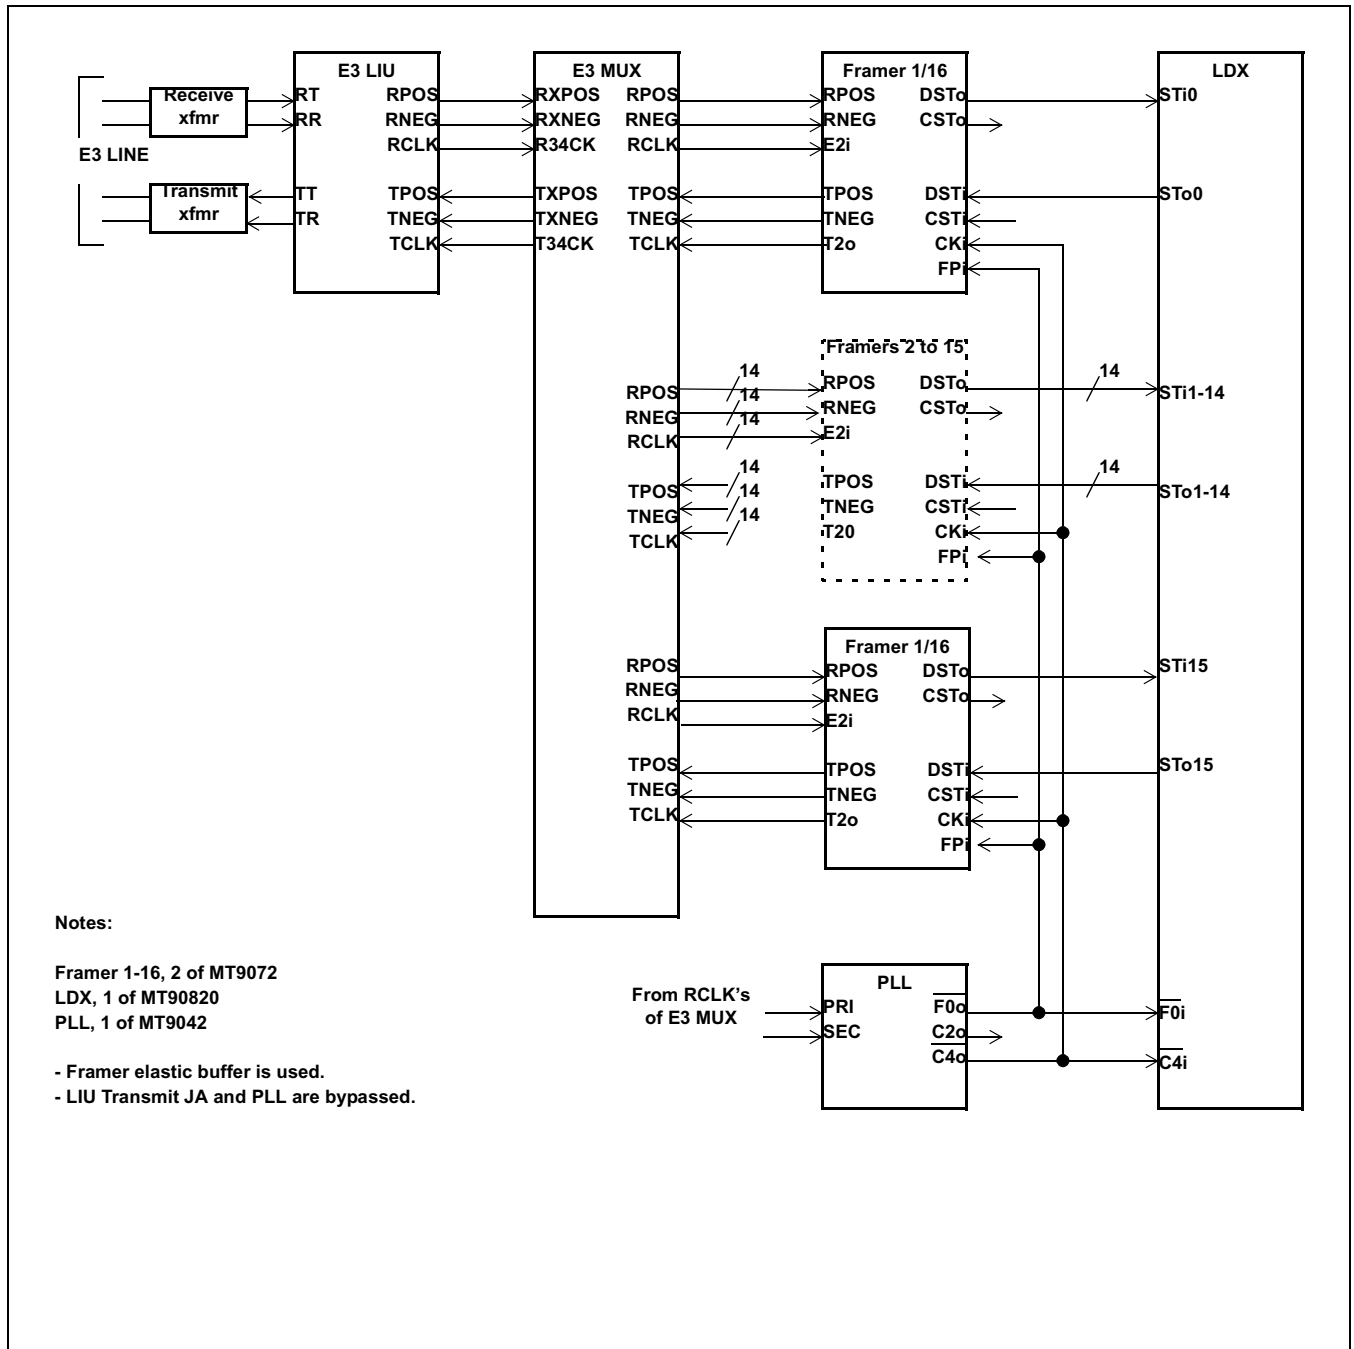 E3 LIU
E3 MUX
Framer 1/16
LDX
Receive
xfmr
E3 LINE
Transmit
xfmr
RT RPOS
RR RNEG
RCLK
TT TPOS
TR TNEG
TCLK
RXPOS RPOS
RXNEG RNEG
R34CK RCLK
TXPOS TPOS
TXNEG TNEG
T34CK TCLK
RPOS DSTo
RNEG CSTo
E2i
TPOS DSTi
TNEG CSTi
T2o CKi
FPi
STi0
STo0
RPOS
RNEG
RCLK
TPOS
TNEG
TCLK
14
14
14
14
14
14
Framers 2 to 15
RPOS DSTo
RNEG CSTo
E2i
TPOS DSTi
TNEG CSTi
T20 CKi
FPi
14
14
STi1-14
STo1-14
RPOS
RNEG
RCLK
TPOS
TNEG
TCLK
Framer 1/16
RPOS DSTo
RNEG CSTo
E2i
TPOS DSTi
TNEG CSTi
T2o CKi
FPi
STi15
STo15
Notes:
Framer 1-16, 2 of MT9072
LDX, 1 of MT90820
PLL, 1 of MT9042
- Framer elastic buffer is used.
- LIU Transmit JA and PLL are bypassed.
From RCLK's
of E3 MUX
PLL
PRI F0o
SEC C2o
C4o
F0i
C4i